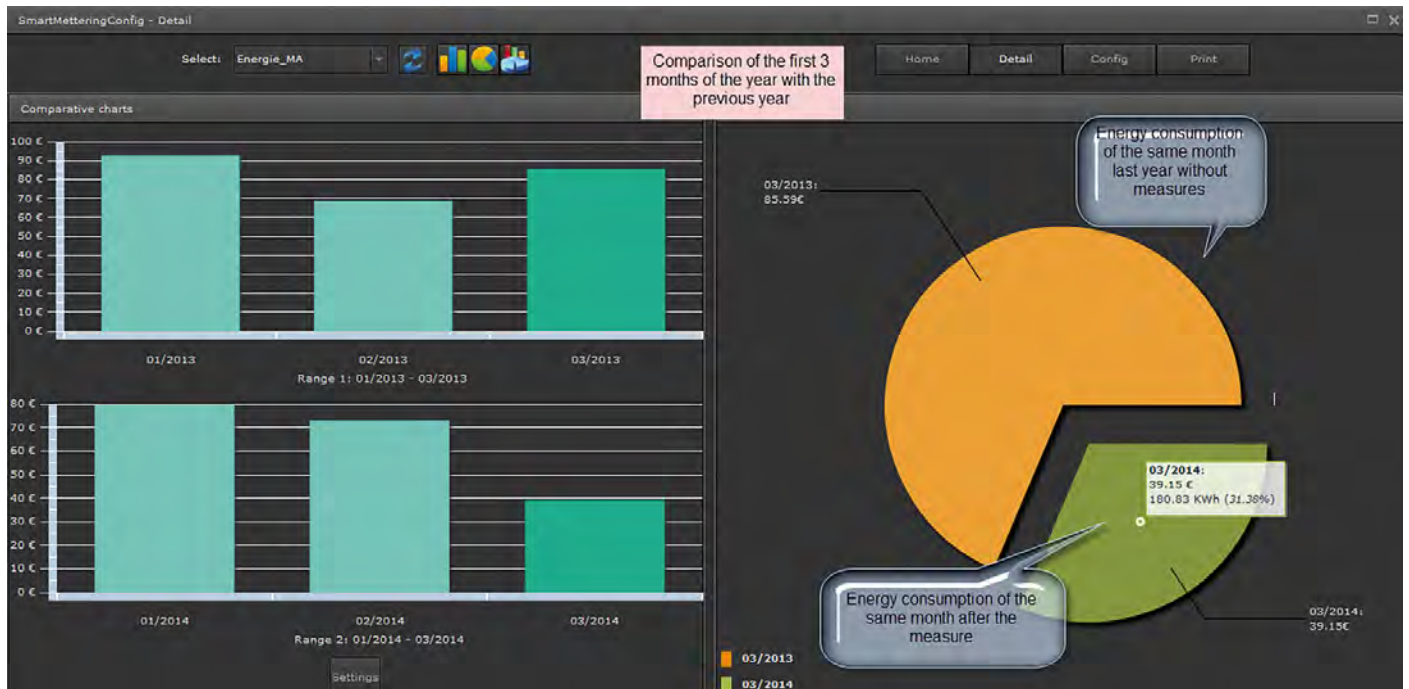 SmartMetteringConfig - Detail
Select: Energie_MA
Comparison of the first 3
months of the year with the
previous year
Home Detail Config Print
Comparative charts
100 €
90 €
80 €
70 €
60 €
50 €
40 €
30 €
20 €
10 €
0 €
01/2013 02/2013 03/2013
Range 1: 01/2013 - 03/2013
80 €
70 €
60 €
50 €
40 €
30 €
20 €
10 €
0 €
01/2014 02/2014 03/2014
Range 2: 01/2014 - 03/2014
Settings
Energy consumption
of the same month
last year without
measures
03/2013:
85.59€
03/2014:
39.15 €
180.83 KWh (31.38%)
Energy consumption of the
same month after the
measure
03/2014:
39.15€
03/2013
03/2014